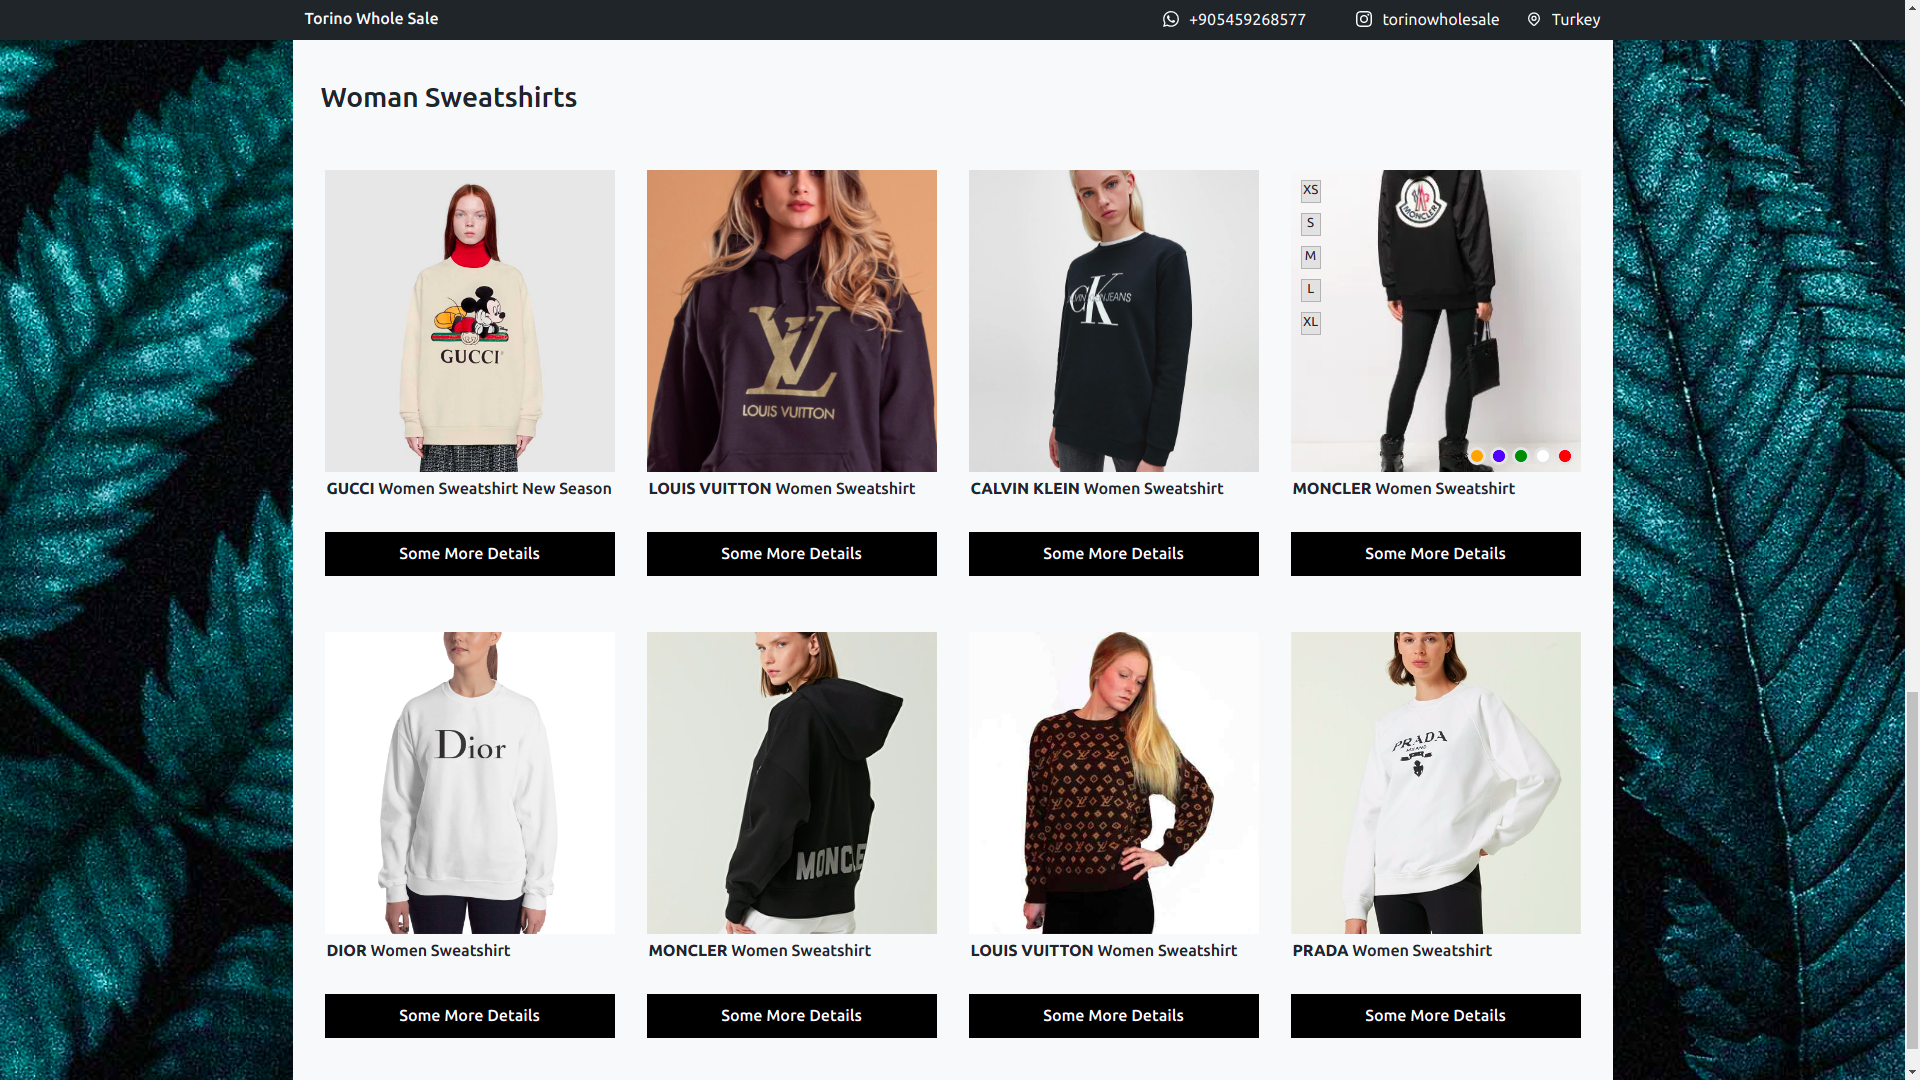 Torino Whole Sale
+905459268577
torinowholesale
Turkey
Woman Sweatshirts
GUCCI
LOUIS VUITTON
CK
MONCLER
XS
S
M
L
XL
GUCCI Women Sweatshirt New Season
LOUIS VUITTON Women Sweatshirt
CALVIN KLEIN Women Sweatshirt
MONCLER Women Sweatshirt
Some More Details
Some More Details
Some More Details
Some More Details
Dior
MONCLE
PRADA
MILANO
DIOR Women Sweatshirt
MONCLER Women Sweatshirt
LOUIS VUITTON Women Sweatshirt
PRADA Women Sweatshirt
Some More Details
Some More Details
Some More Details
Some More Details